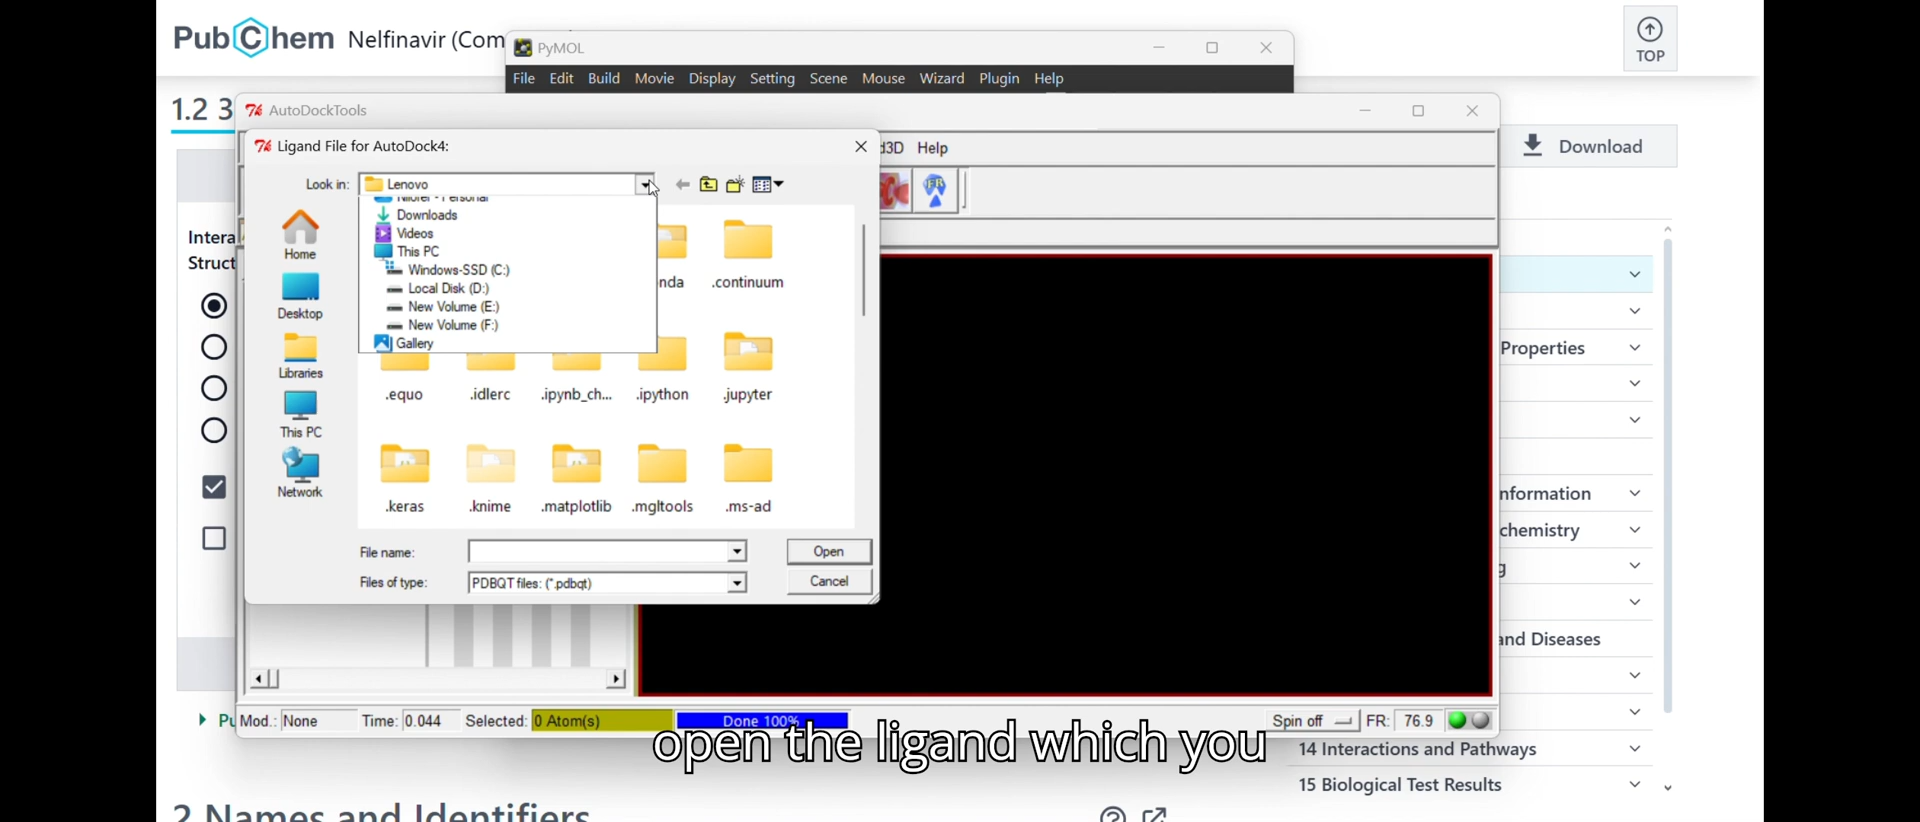 PubChem Nelfinavir (Com
TOP
PyMOL
File Edit Build Movie Display Setting Scene Mouse Wizard Plugin Help
1.2 3
AutoDockTools
Download
Ligand File for AutoDock4:
d3D Help
Look in: Lenovo
Personal
Downloads
Videos
This PC
Windows-SSD (C:)
Local Disk (D:)
New Volume (E:)
New Volume (F:)
Gallery
Home
Desktop
Libraries
This PC
Network
Intera
Struct
nda .continuum
.equo .idlerc .ipynb_ch... .ipython .jupyter
.keras .knime .matplotlib .mgltools .ms-ad
File name: Open
Files of type: PDBQT files: (*.pdbqt) Cancel
Properties
nformation
chemistry
g
and Diseases
14 Interactions and Pathways
15 Biological Test Results
Pu
Mod.: None Time: 0.044 Selected: 0 Atom(s) Done 100% Spin off FR: 76.9
open the ligand which you
2 Names and Identifiers